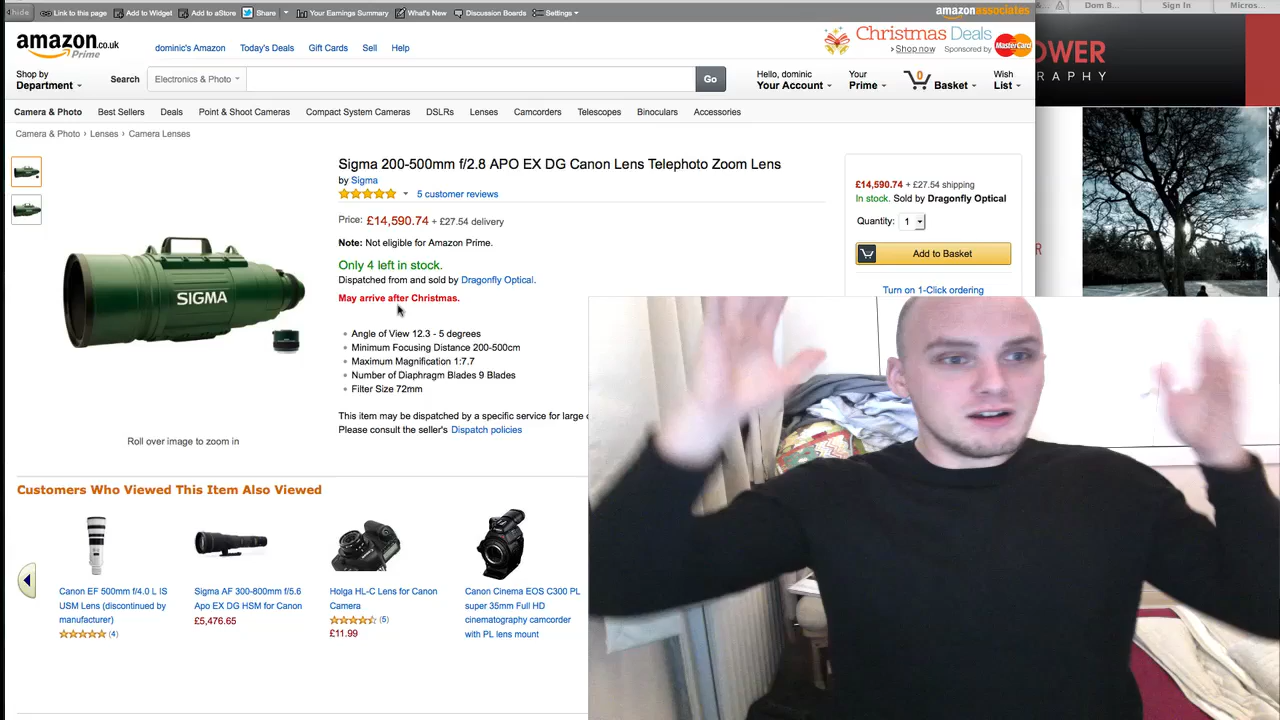 hide
Link to this page
Add to Widget
Add to aStore
Share
Your Earnings Summary
What's New
Discussion Boards
Settings
amazonassociates
Dom B...
Sign In
Micros...
amazon.co.uk
Prime
dominic's Amazon
Today's Deals
Gift Cards
Sell
Help
Christmas Deals
Shop now
Sponsored by
MasterCard
OWER
GRAPHY
Shop by
Department
Search
Electronics & Photo
Go
Hello, dominic
Your Account
Your
Prime
0
Basket
Wish
List
Camera & Photo
Best Sellers
Deals
Point & Shoot Cameras
Compact System Cameras
DSLRs
Lenses
Camcorders
Telescopes
Binoculars
Accessories
Camera & Photo › Lenses › Camera Lenses
Sigma 200-500mm f/2.8 APO EX DG Canon Lens Telephoto Zoom Lens
by Sigma
5 customer reviews
Price: £14,590.74 + £27.54 delivery
Note: Not eligible for Amazon Prime.
Only 4 left in stock.
Dispatched from and sold by Dragonfly Optical.
May arrive after Christmas.
Angle of View 12.3 - 5 degrees
Minimum Focusing Distance 200-500cm
Maximum Magnification 1:7.7
Number of Diaphragm Blades 9 Blades
Filter Size 72mm
This item may be dispatched by a specific service for large
Please consult the seller's Dispatch policies
£14,590.74 + £27.54 shipping
In stock. Sold by Dragonfly Optical
Quantity: 1
Add to Basket
Turn on 1-Click ordering
R
SIGMA
Roll over image to zoom in
Customers Who Viewed This Item Also Viewed
Canon EF 500mm f/4.0 L IS
USM Lens (discontinued by
manufacturer)
(4)
Sigma AF 300-800mm f/5.6
Apo EX DG HSM for Canon
£5,476.65
Holga HL-C Lens for Canon
Camera
(5)
£11.99
Canon Cinema EOS C300 PL
super 35mm Full HD
cinematography camcorder
with PL lens mount